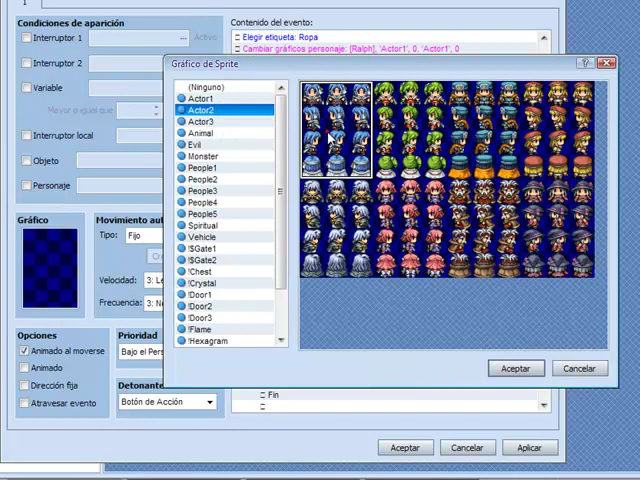 1
Condiciones de aparición
Interruptor 1
...
Activo
Interruptor 2
Variable
Mayor o igual que
Interruptor local
Objeto
Personaje
Contenido del evento:
:: Elegir etiqueta: Ropa
:: Cambiar gráficos personaje: [Ralph], 'Actor1', 0, 'Actor1', 0
Gráfico de Sprite
(Ninguno)
Actor1
Actor2
Actor3
Animal
Evil
Monster
People1
People2
People3
People4
People5
Spiritual
Vehicle
!$Gate1
!$Gate2
!Chest
!Crystal
!Door1
!Door2
!Door3
!Flame
!Hexagram
Aceptar
Cancelar
Gráfico
Movimiento aut
Tipo:
Fijo
Velocidad:
3: Le
Frecuencia:
3: N
Opciones
Animado al moverse
Animado
Dirección fija
Atravesar evento
Prioridad
Bajo el Pers
Detonante
Botón de Acción
:: Fin
::
Aceptar
Cancelar
Aplicar